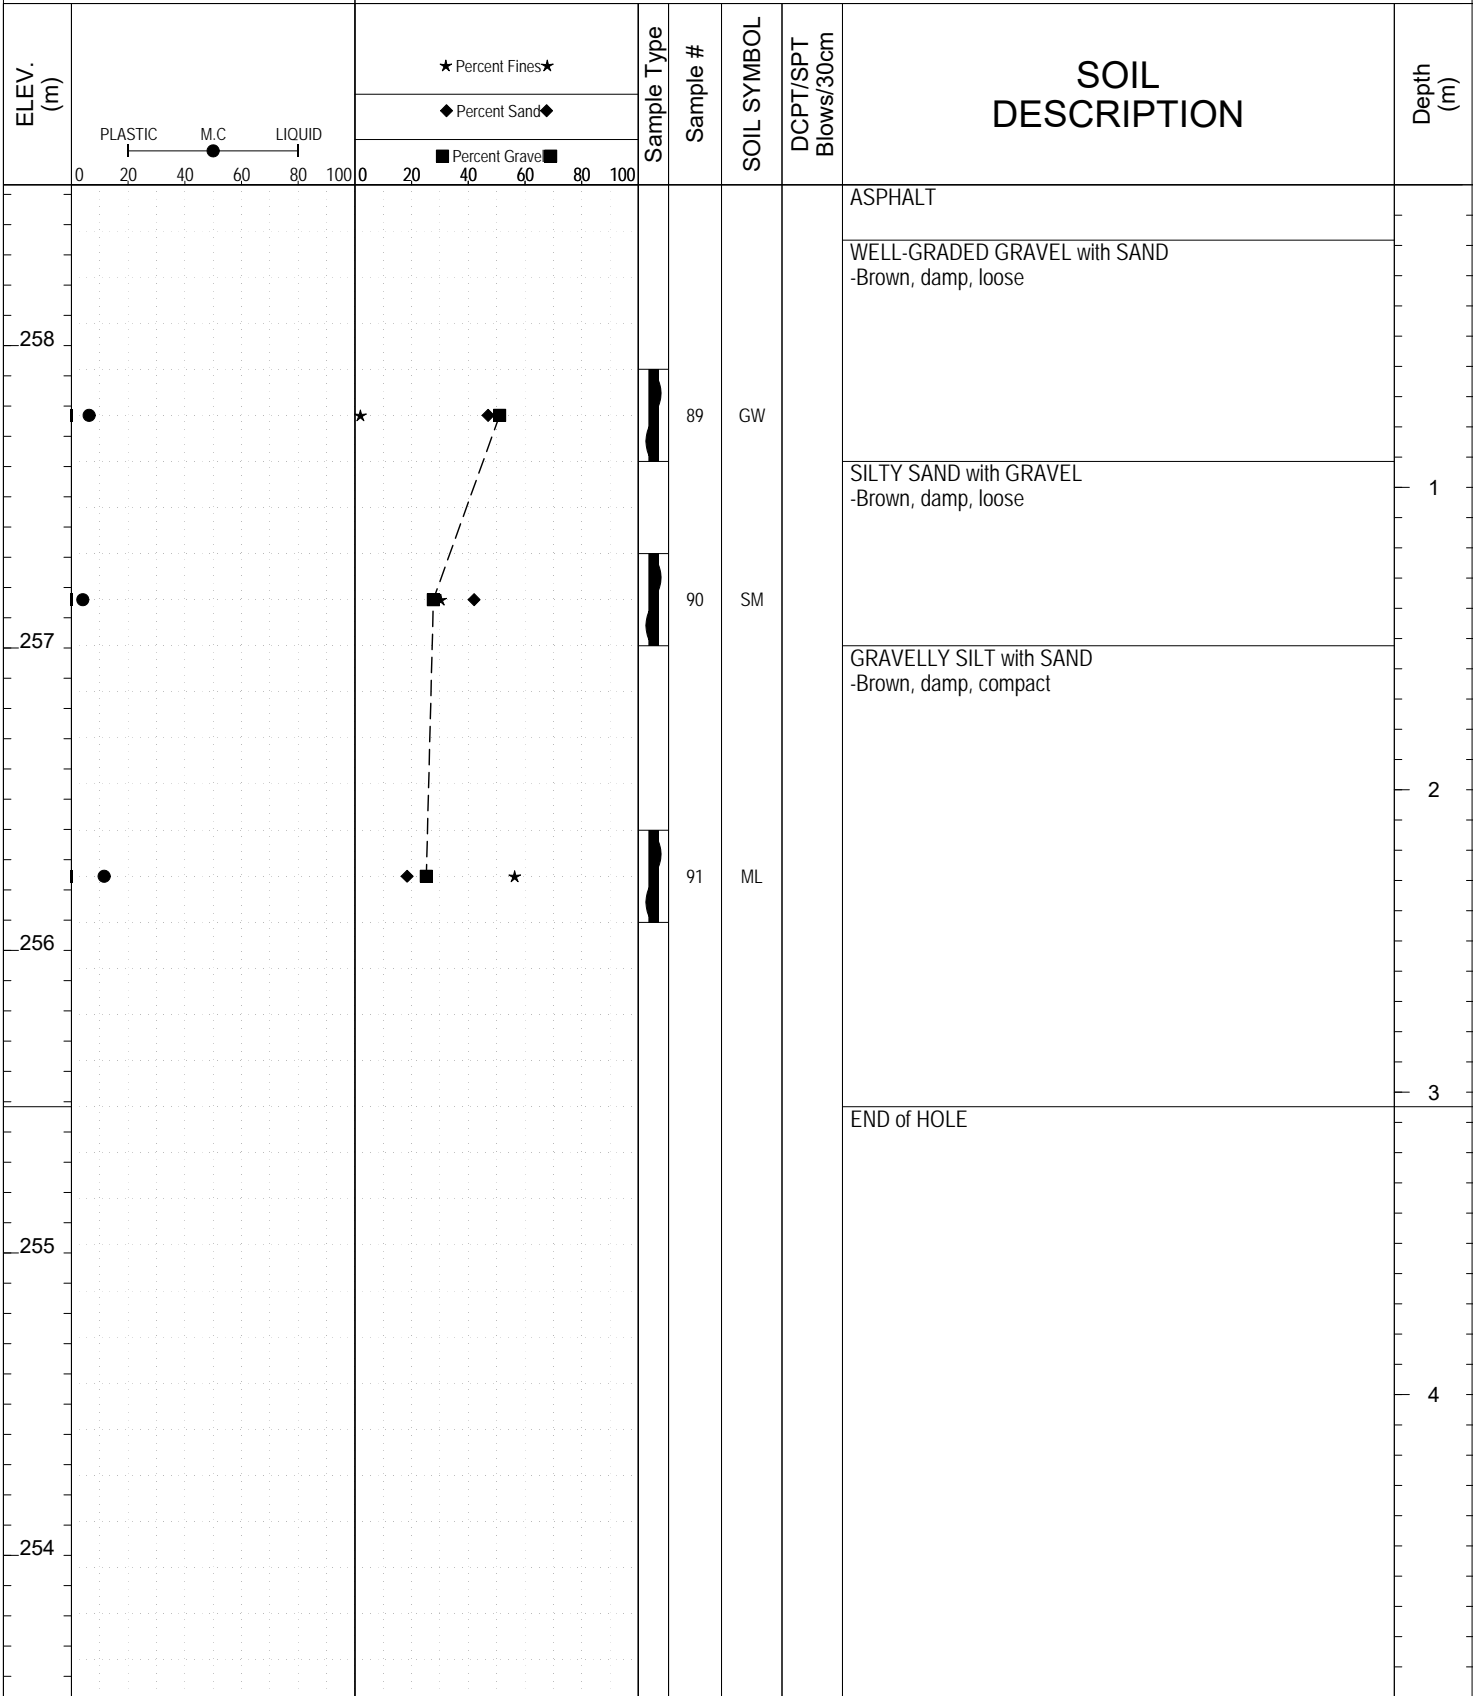 ELEV.
(m)
PLASTIC M.C LIQUID
0 20 40 60 80 100
Percent Fines
Percent Sand
Percent Gravel
0 20 40 60 80 100
Sample Type
Sample #
SOIL SYMBOL
DCPT/SPT
Blows/30cm
SOIL
DESCRIPTION
Depth
(m)
ASPHALT
WELL-GRADED GRAVEL with SAND
-Brown, damp, loose
258
89 GW
SILTY SAND with GRAVEL
-Brown, damp, loose
1
90 SM
257
GRAVELLY SILT with SAND
-Brown, damp, compact
2
91 ML
256
3
END of HOLE
255
4
254